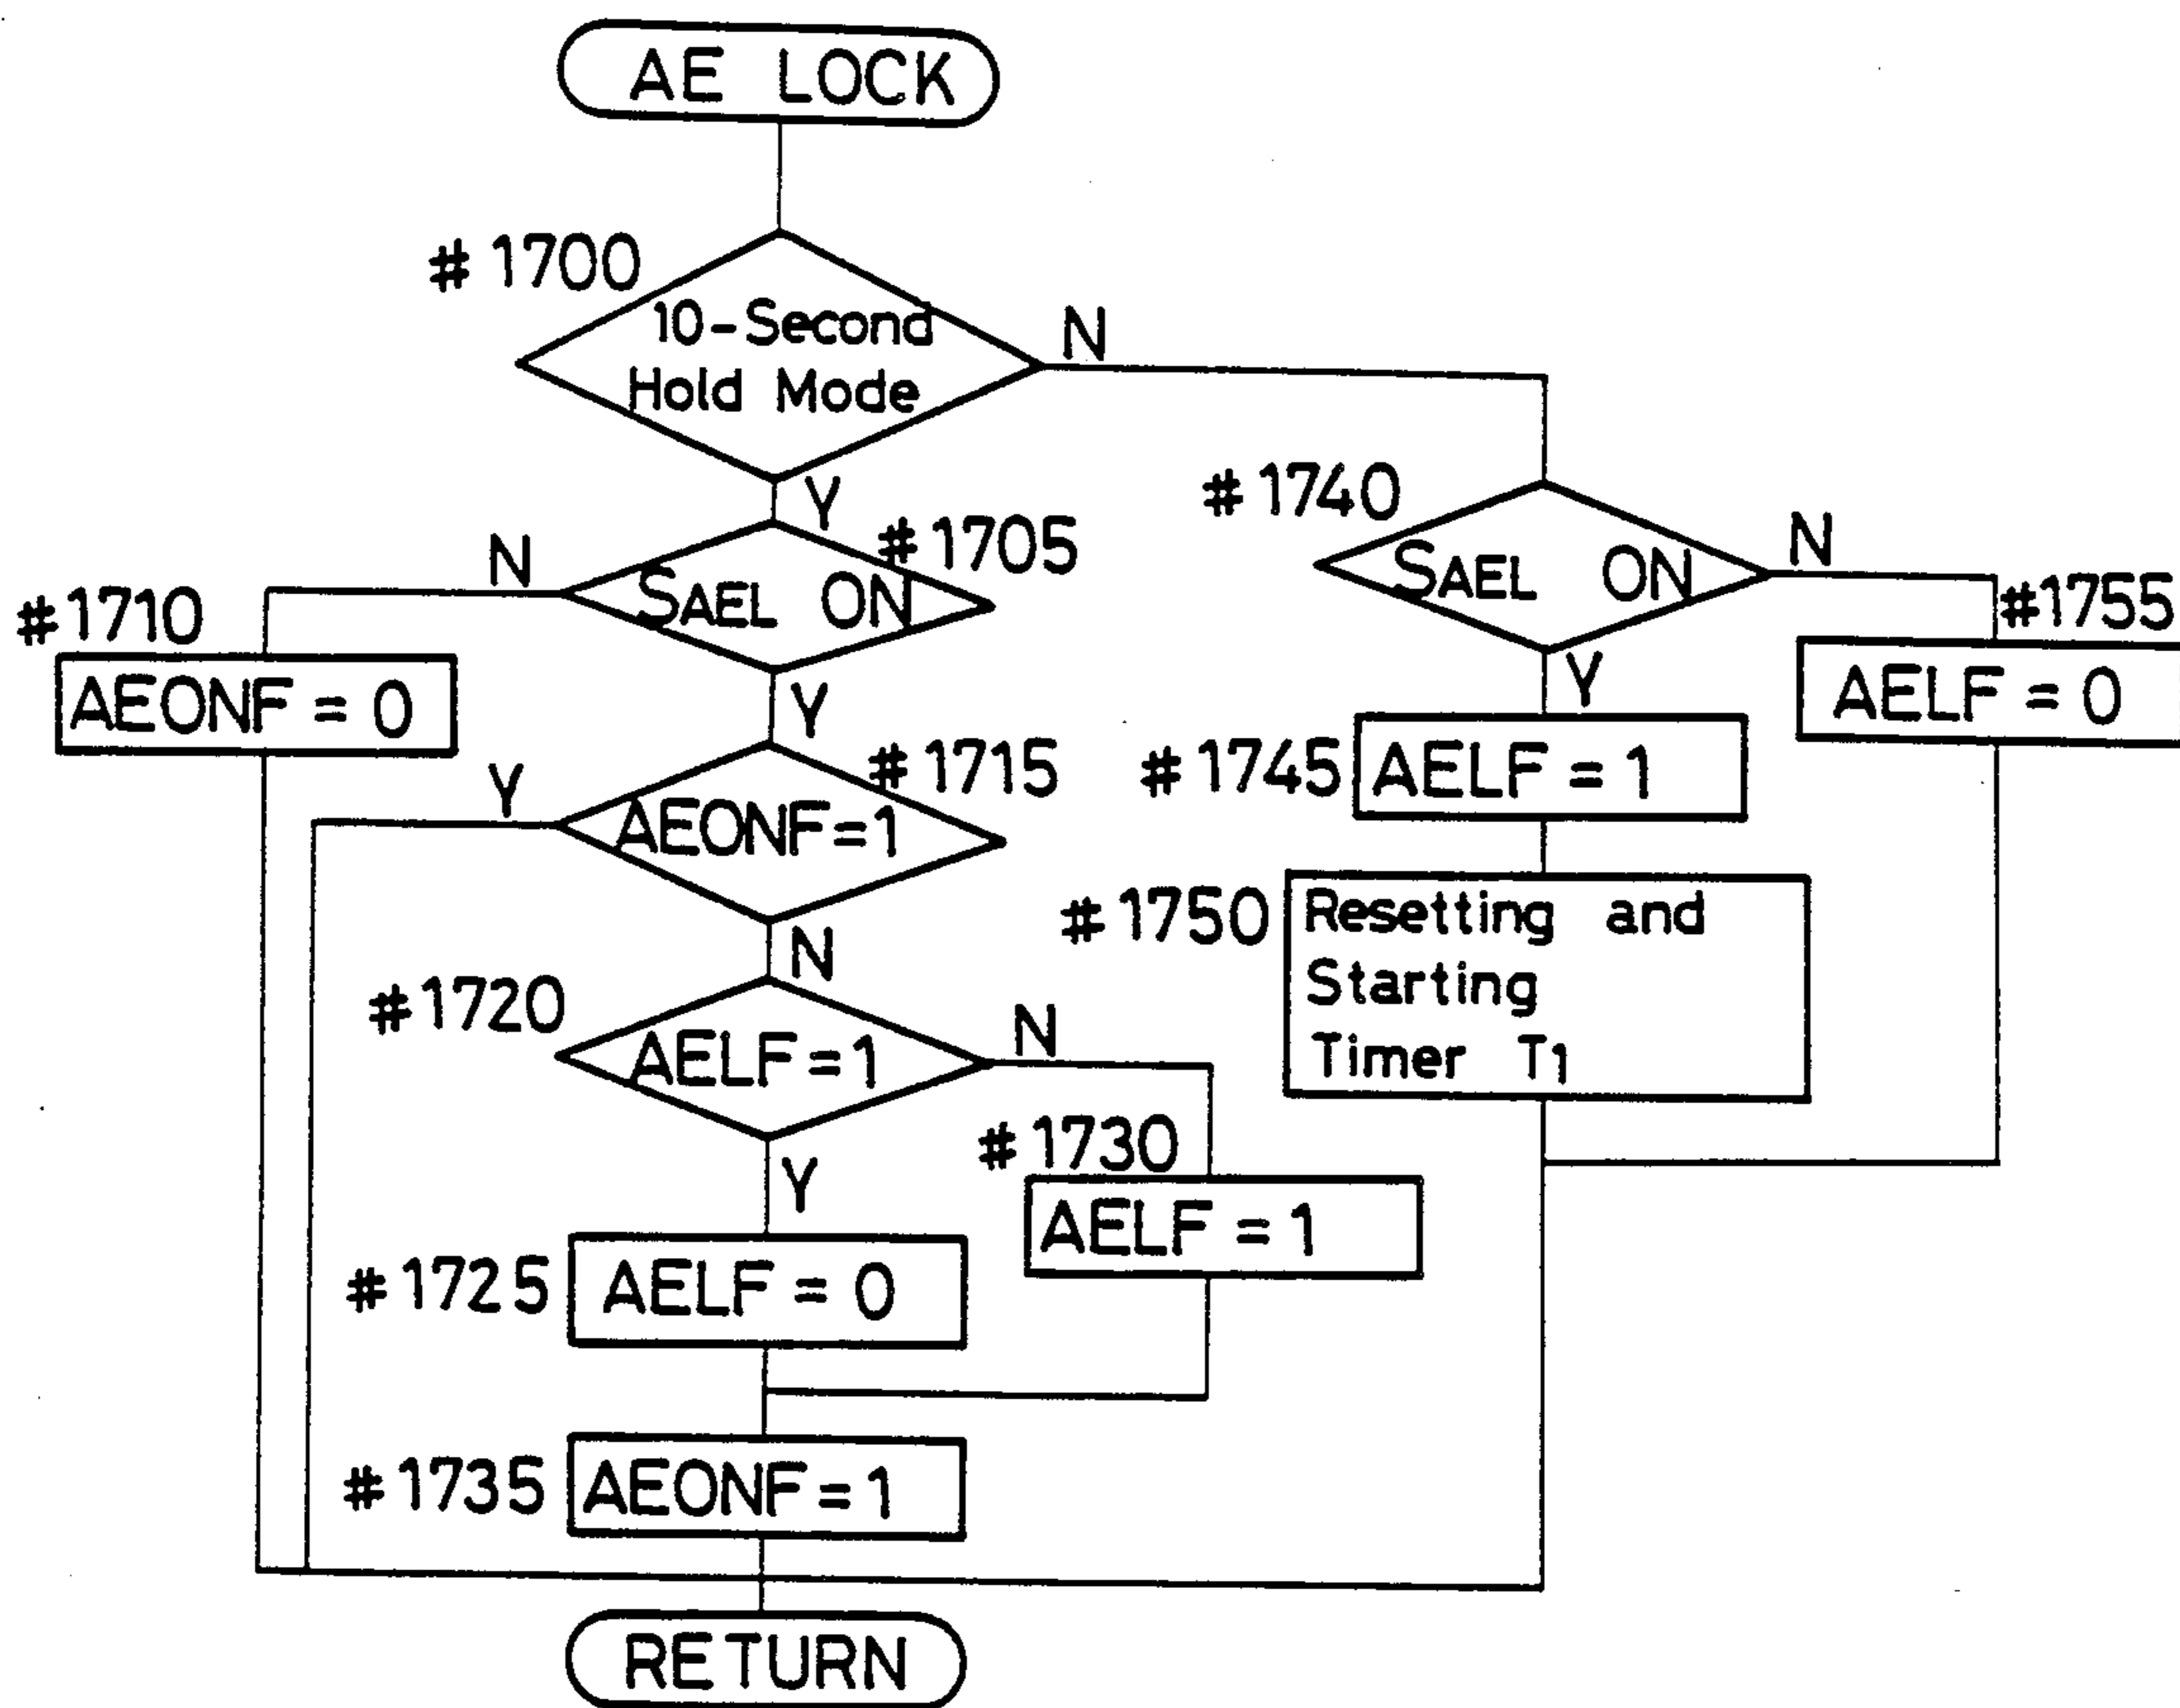 AE LOCK
#1700
10-Second
Hold Mode
N
Y
#1705
SAEL ON
N
#1710
AEONF = 0
Y
#1715
AEONF=1
Y
N
#1720
AELF=1
N
Y
#1730
AELF = 1
#1725
AELF = 0
#1735
AEONF = 1
#1740
SAEL ON
N
#1755
AELF = 0
Y
#1745
AELF = 1
#1750
Resetting and
Starting
Timer T1
RETURN